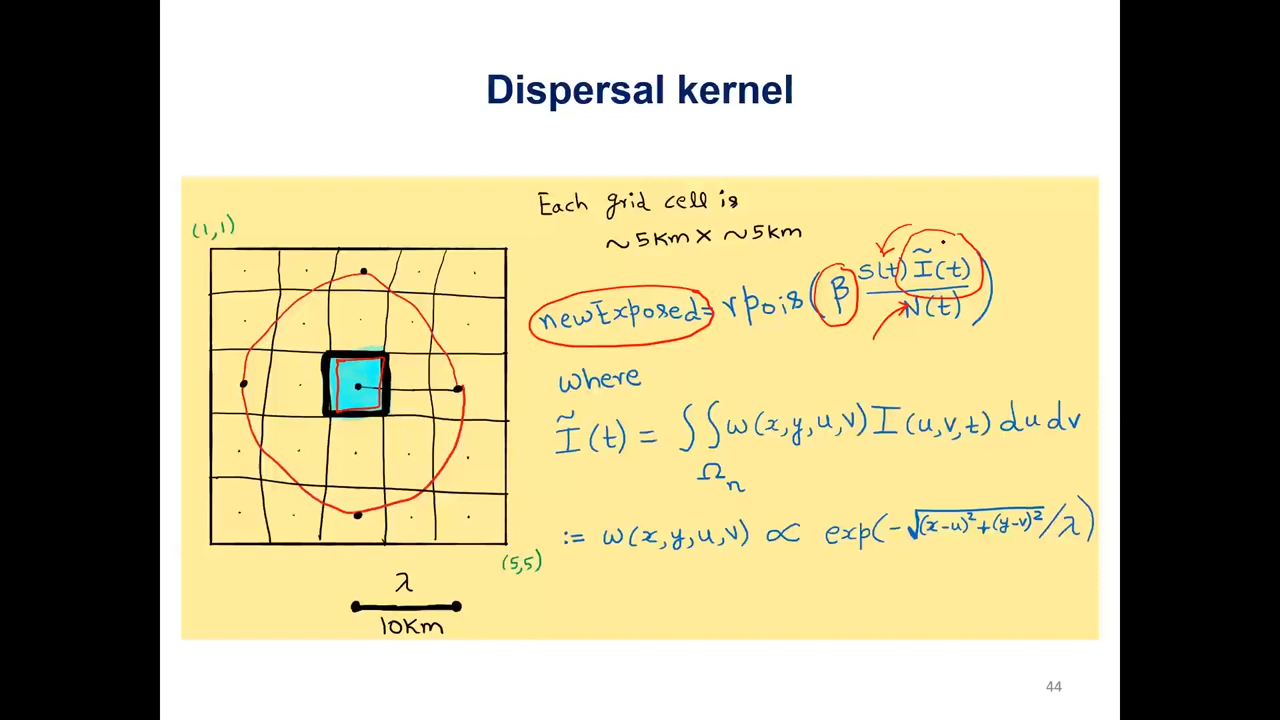 Dispersal kernel
Each grid cell is
~5km × ~5km
(1,1)
newExposed = rpois(β S(t) Ĩ(t) / N(t))
where
Ĩ(t) = ∫∫ ω(x,y,u,v) I(u,v,t) du dv
Ωn
:= ω(x,y,u,v) ∝ exp(-√(x-u)²+(y-v)²/λ)
(5,5)
λ
10km
44